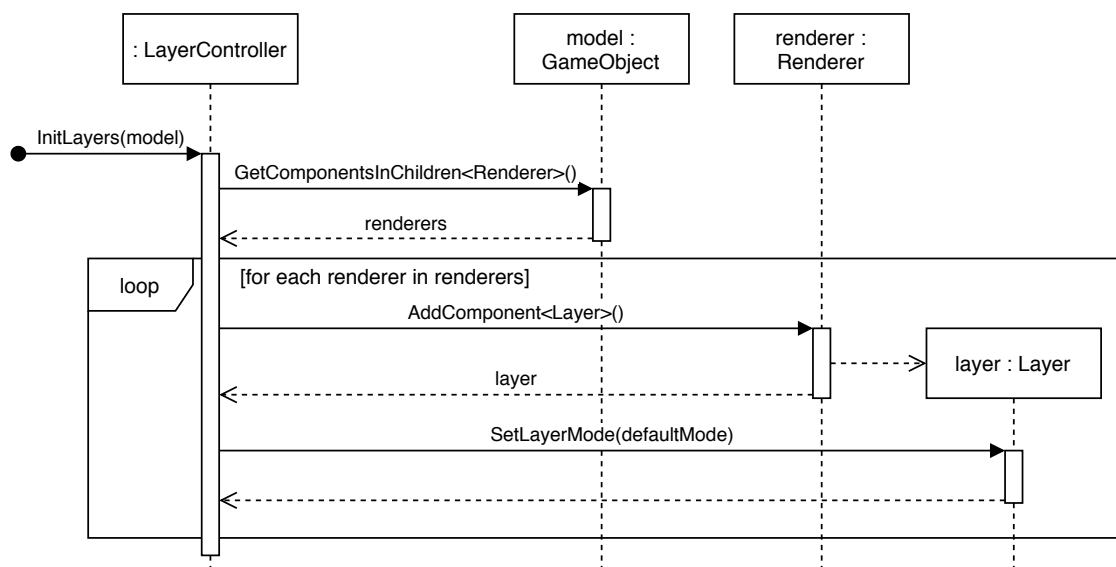 : LayerController
model :
GameObject
renderer :
Renderer
InitLayers(model)
GetComponentsInChildren<Renderer>()
renderers
loop
[for each renderer in renderers]
AddComponent<Layer>()
layer : Layer
layer
SetLayerMode(defaultMode)